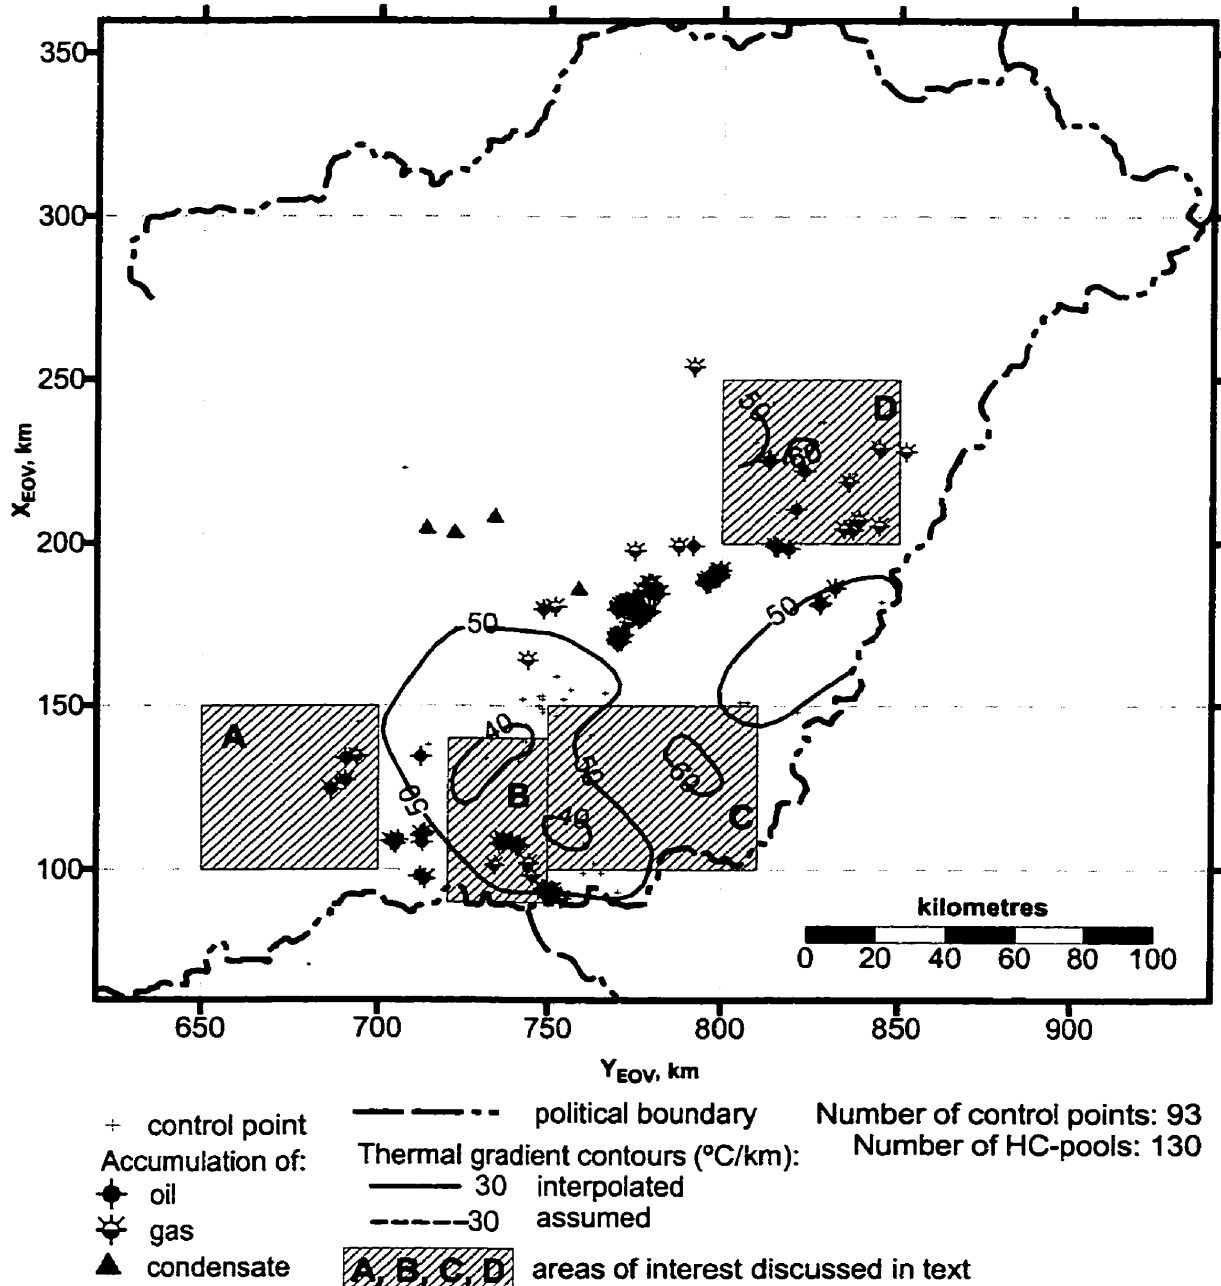 350
300
250
200
150
100
X_EOV, km
50
D
60
50
50
40
A
50
B
50
60
40
C
kilometres
0 20 40 60 80 100
650 700 750 800 850 900
Y_EOV, km
control point
political boundary
Number of control points: 93
Number of HC-pools: 130
Accumulation of:
oil
gas
condensate
Thermal gradient contours (ºC/km):
30 interpolated
30 assumed
A, B, C, D areas of interest discussed in text